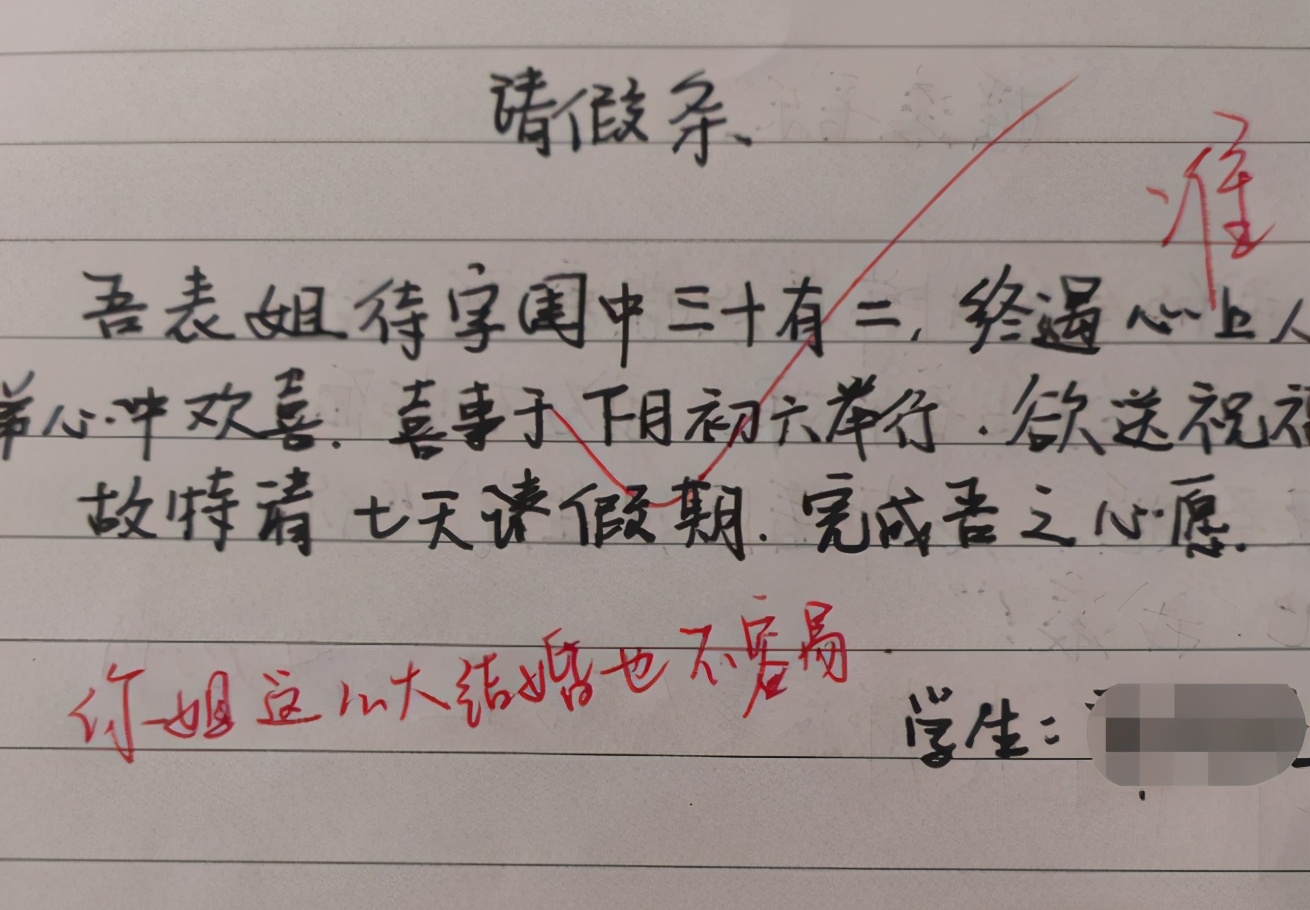 请假条
准
吾表姐待字闺中三十有二,终遇心上人
弟心中欢喜.喜事于下月初六举行.欲送祝福
故特请七天请假期.完成吾之心愿.
你姐这么大结婚也不容易
学生: